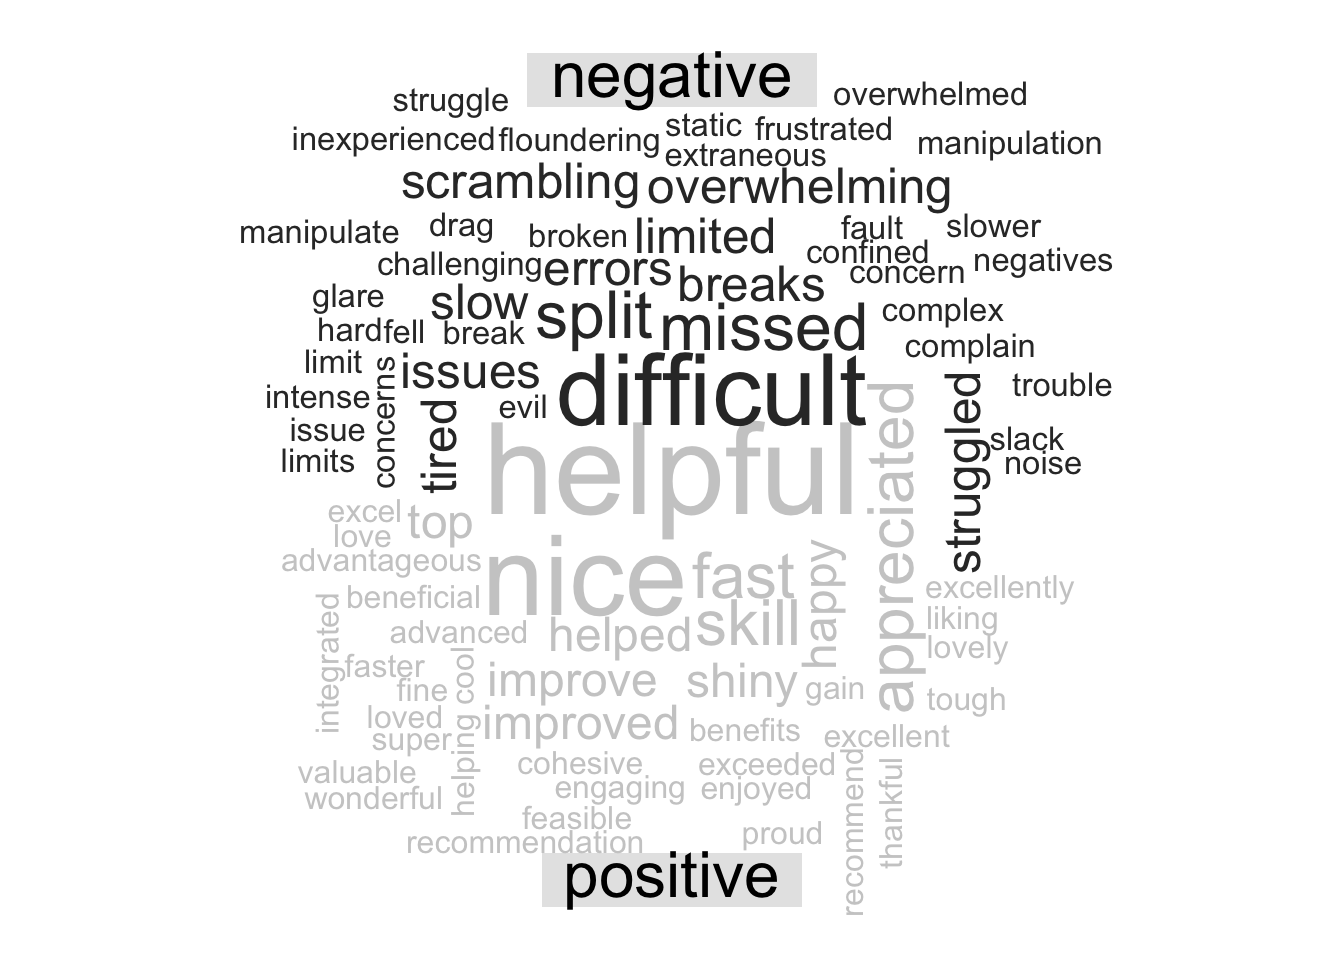 negative
struggle
overwhelmed
inexperienced
floundering
static
frustrated
manipulation
extraneous
scrambling
overwhelming
manipulate
drag
broken
limited
fault
slower
challenging
errors
confined
negatives
concern
glare
slow
split
breaks
complex
hard
fell
break
missed
complain
limit
concerns
issues
difficult
trouble
intense
evil
issue
tired
struggled
slack
limits
noise
helpful
appreciated
excel
top
love
advantageous
nice
fast
happy
excellently
beneficial
integrated
advanced
helped
skill
liking
lovely
faster
cool
improve
shiny
gain
tough
fine
loved
improved
benefits
excellent
super
helping
valuable
cohesive
exceeded
recommend
thankful
wonderful
engaging
enjoyed
feasible
recommendation
proud
positive